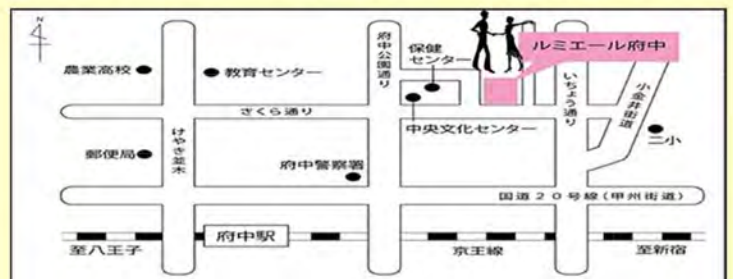 N
農業高校
教育センター
府中公園通り
保健
センター
ルミエール府中
いちょう通り
小金井街道
さくら通り
中央文化センター
二小
けやき並木
郵便局
府中警察署
国道20号線(甲州街道)
府中駅
至八王子
京王線
至新宿